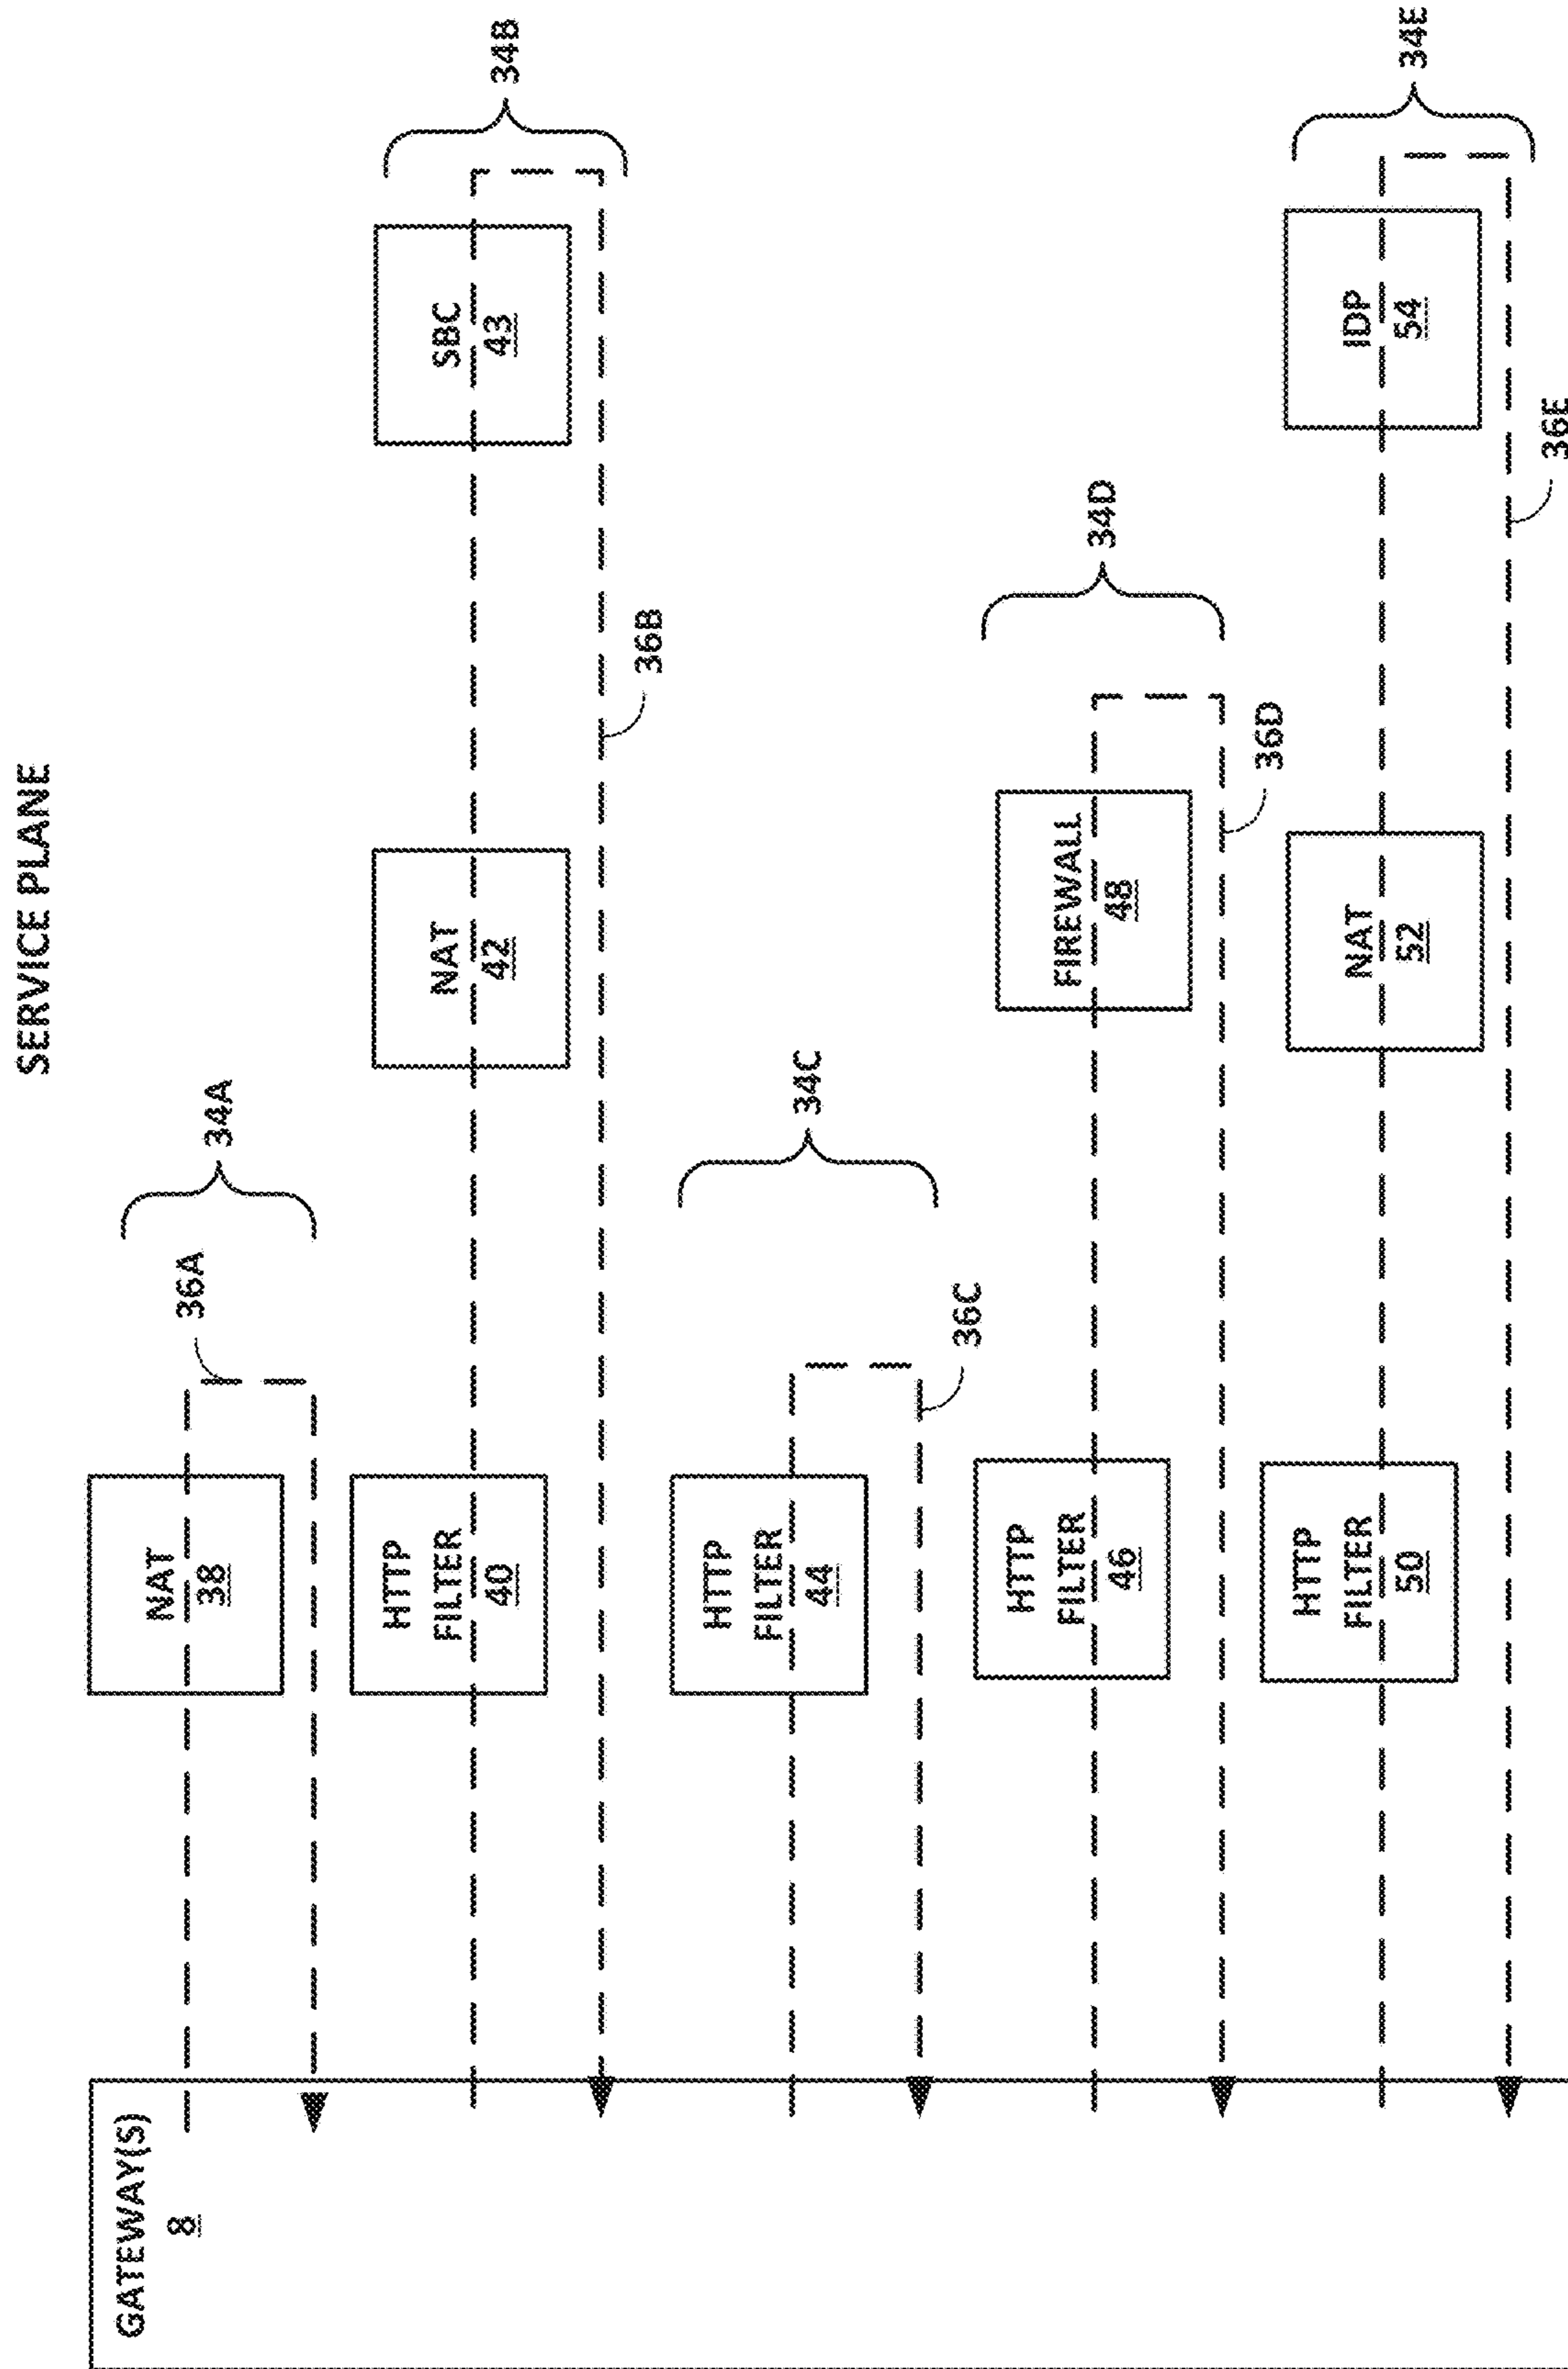 SERVICE PLANE
GATEWAY(S)
8
NAT
38
36A
34A
HTTP
FILTER
40
NAT
42
SBC
43
34B
36B
HTTP
FILTER
44
34C
36C
HTTP
FILTER
46
FIREWALL
48
34D
36D
HTTP
FILTER
50
NAT
52
IDP
54
34E
36E